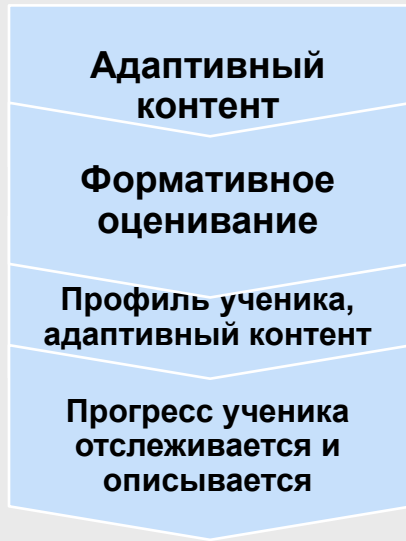 Адаптивный
контент
Формативное
оценивание
Профиль ученика,
адаптивный контент
Прогресс ученика
отслеживается и
описывается